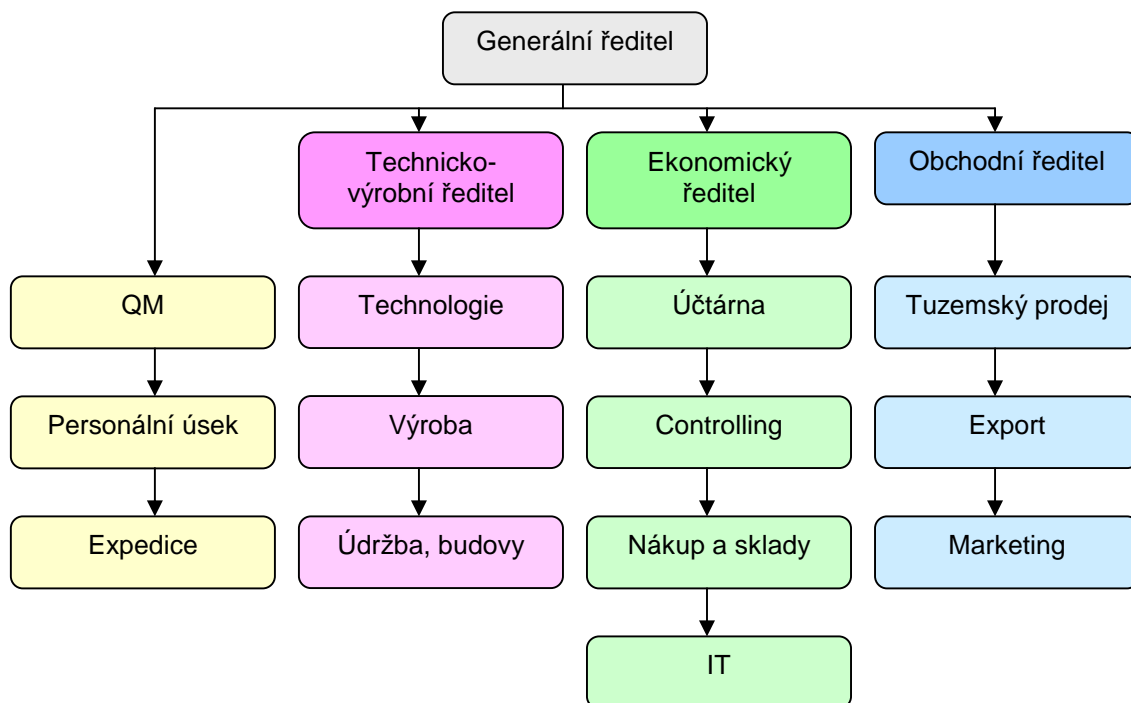 Generální ředitel
Technicko-
výrobní ředitel
Ekonomický
ředitel
Obchodní ředitel
QM
Technologie
Účtárna
Tuzemský prodej
Personální úsek
Výroba
Controlling
Export
Expedice
Údržba, budovy
Nákup a sklady
Marketing
IT